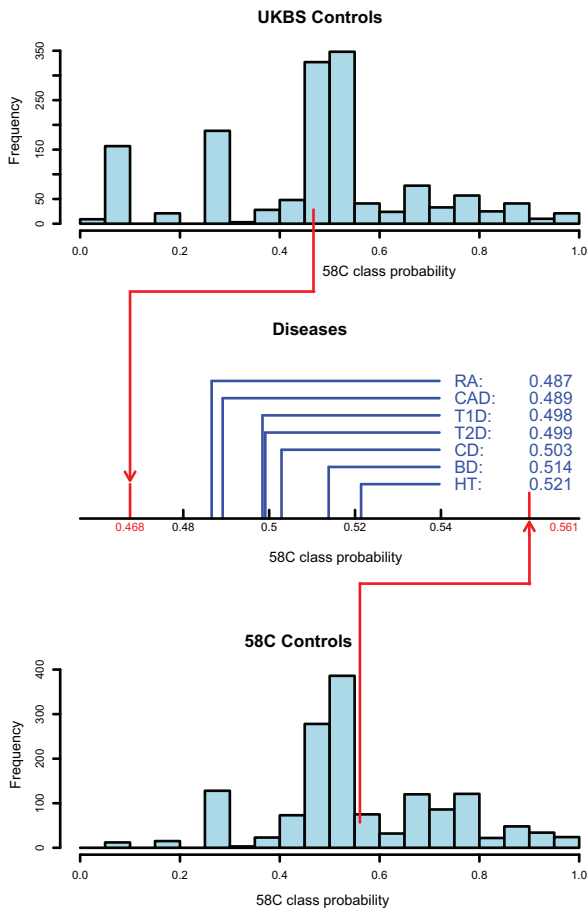 UKBS Controls
Frequency
350
250
150
50
0
0.0 0.2 0.4 0.6 0.8 1.0
58C class probability
Diseases
RA: 0.487
CAD: 0.489
T1D: 0.498
T2D: 0.499
CD: 0.503
BD: 0.514
HT: 0.521
0.468 0.48 0.5 0.52 0.54 0.561
58C class probability
58C Controls
Frequency
400
300
200
100
0
0.0 0.2 0.4 0.6 0.8 1.0
58C class probability